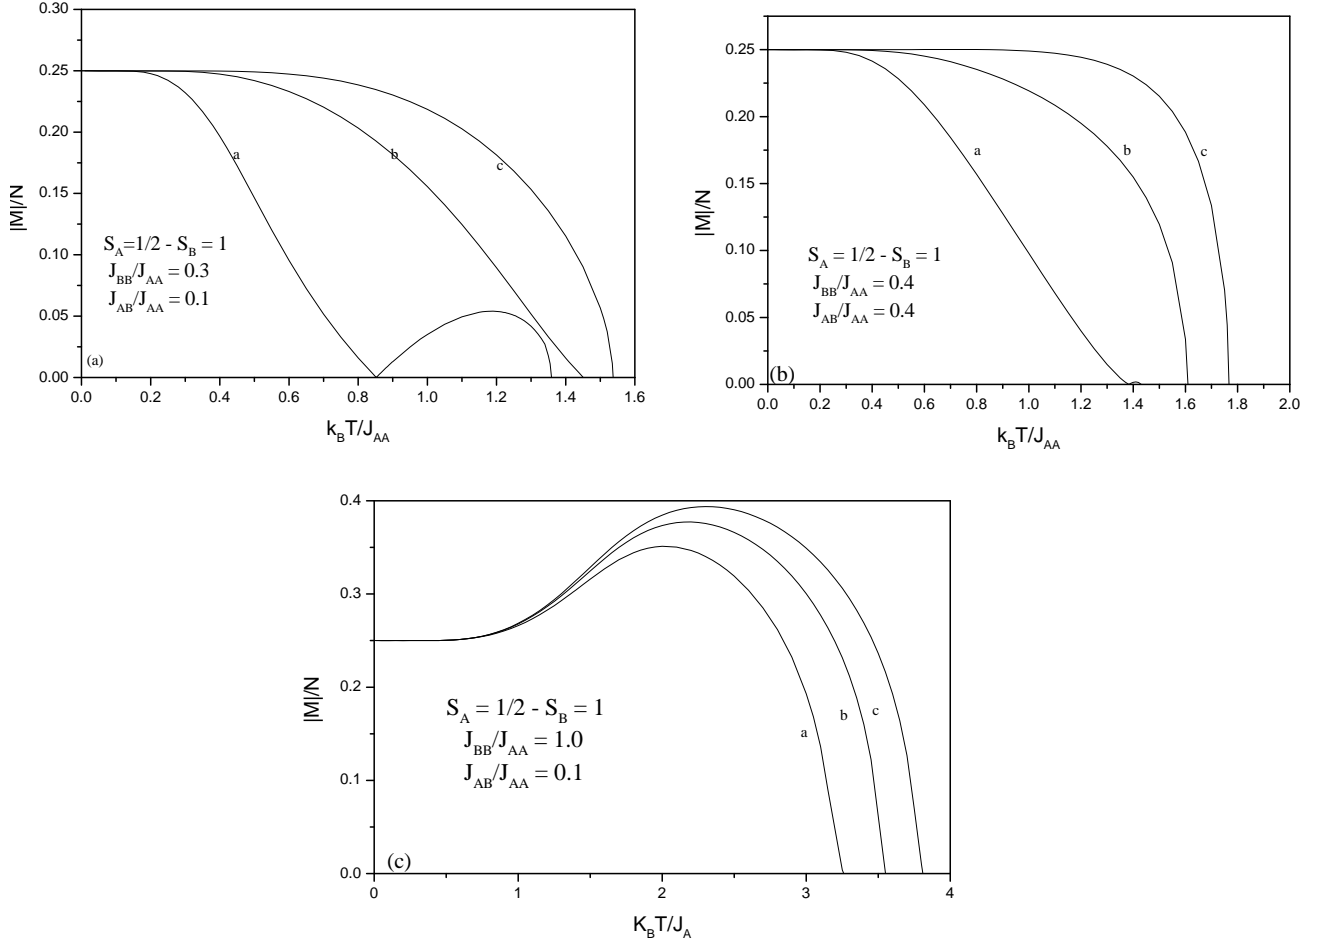 0.30
0.25
0.20
0.15
0.10
0.05
0.00
|M|/N
a
b
c
S_A=1/2 - S_B = 1
J_BB/J_AA = 0.3
J_AB/J_AA = 0.1
(a)
0.0 0.2 0.4 0.6 0.8 1.0 1.2 1.4 1.6
k_BT/J_AA
0.25
0.20
0.15
0.10
0.05
0.00
|M|/N
a
b
c
S_A = 1/2 - S_B = 1
J_BB/J_AA = 0.4
J_AB/J_AA = 0.4
(b)
0.0 0.2 0.4 0.6 0.8 1.0 1.2 1.4 1.6 1.8 2.0
k_BT/J_AA
0.4
0.3
0.2
0.1
0.0
|M|/N
a
b
c
S_A = 1/2 - S_B = 1
J_BB/J_AA = 1.0
J_AB/J_AA = 0.1
(c)
0 1 2 3 4
K_BT/J_A